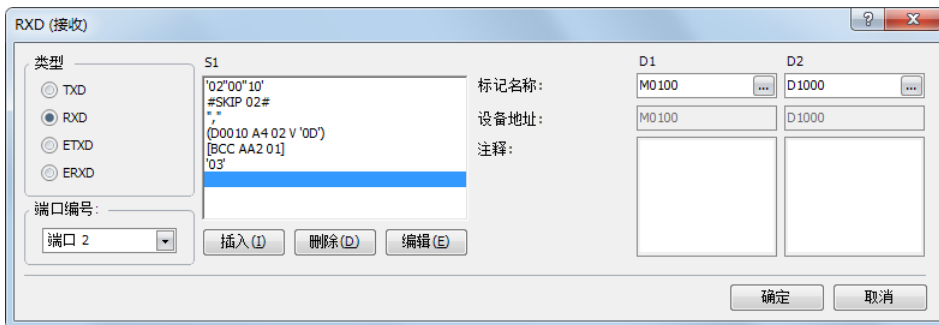 RXD (接收)
类型
TXD
RXD
ETXD
ERXD
端口编号:
端口 2
S1
'02"00"10'
#SKIP 02#
","
(D0010 A4 02 V '0D')
[BCC AA2 01]
'03'
插入(I)
删除(D)
编辑(E)
D1
D2
标记名称:
M0100
...
D1000
...
设备地址:
M0100
D1000
注释:
确定
取消